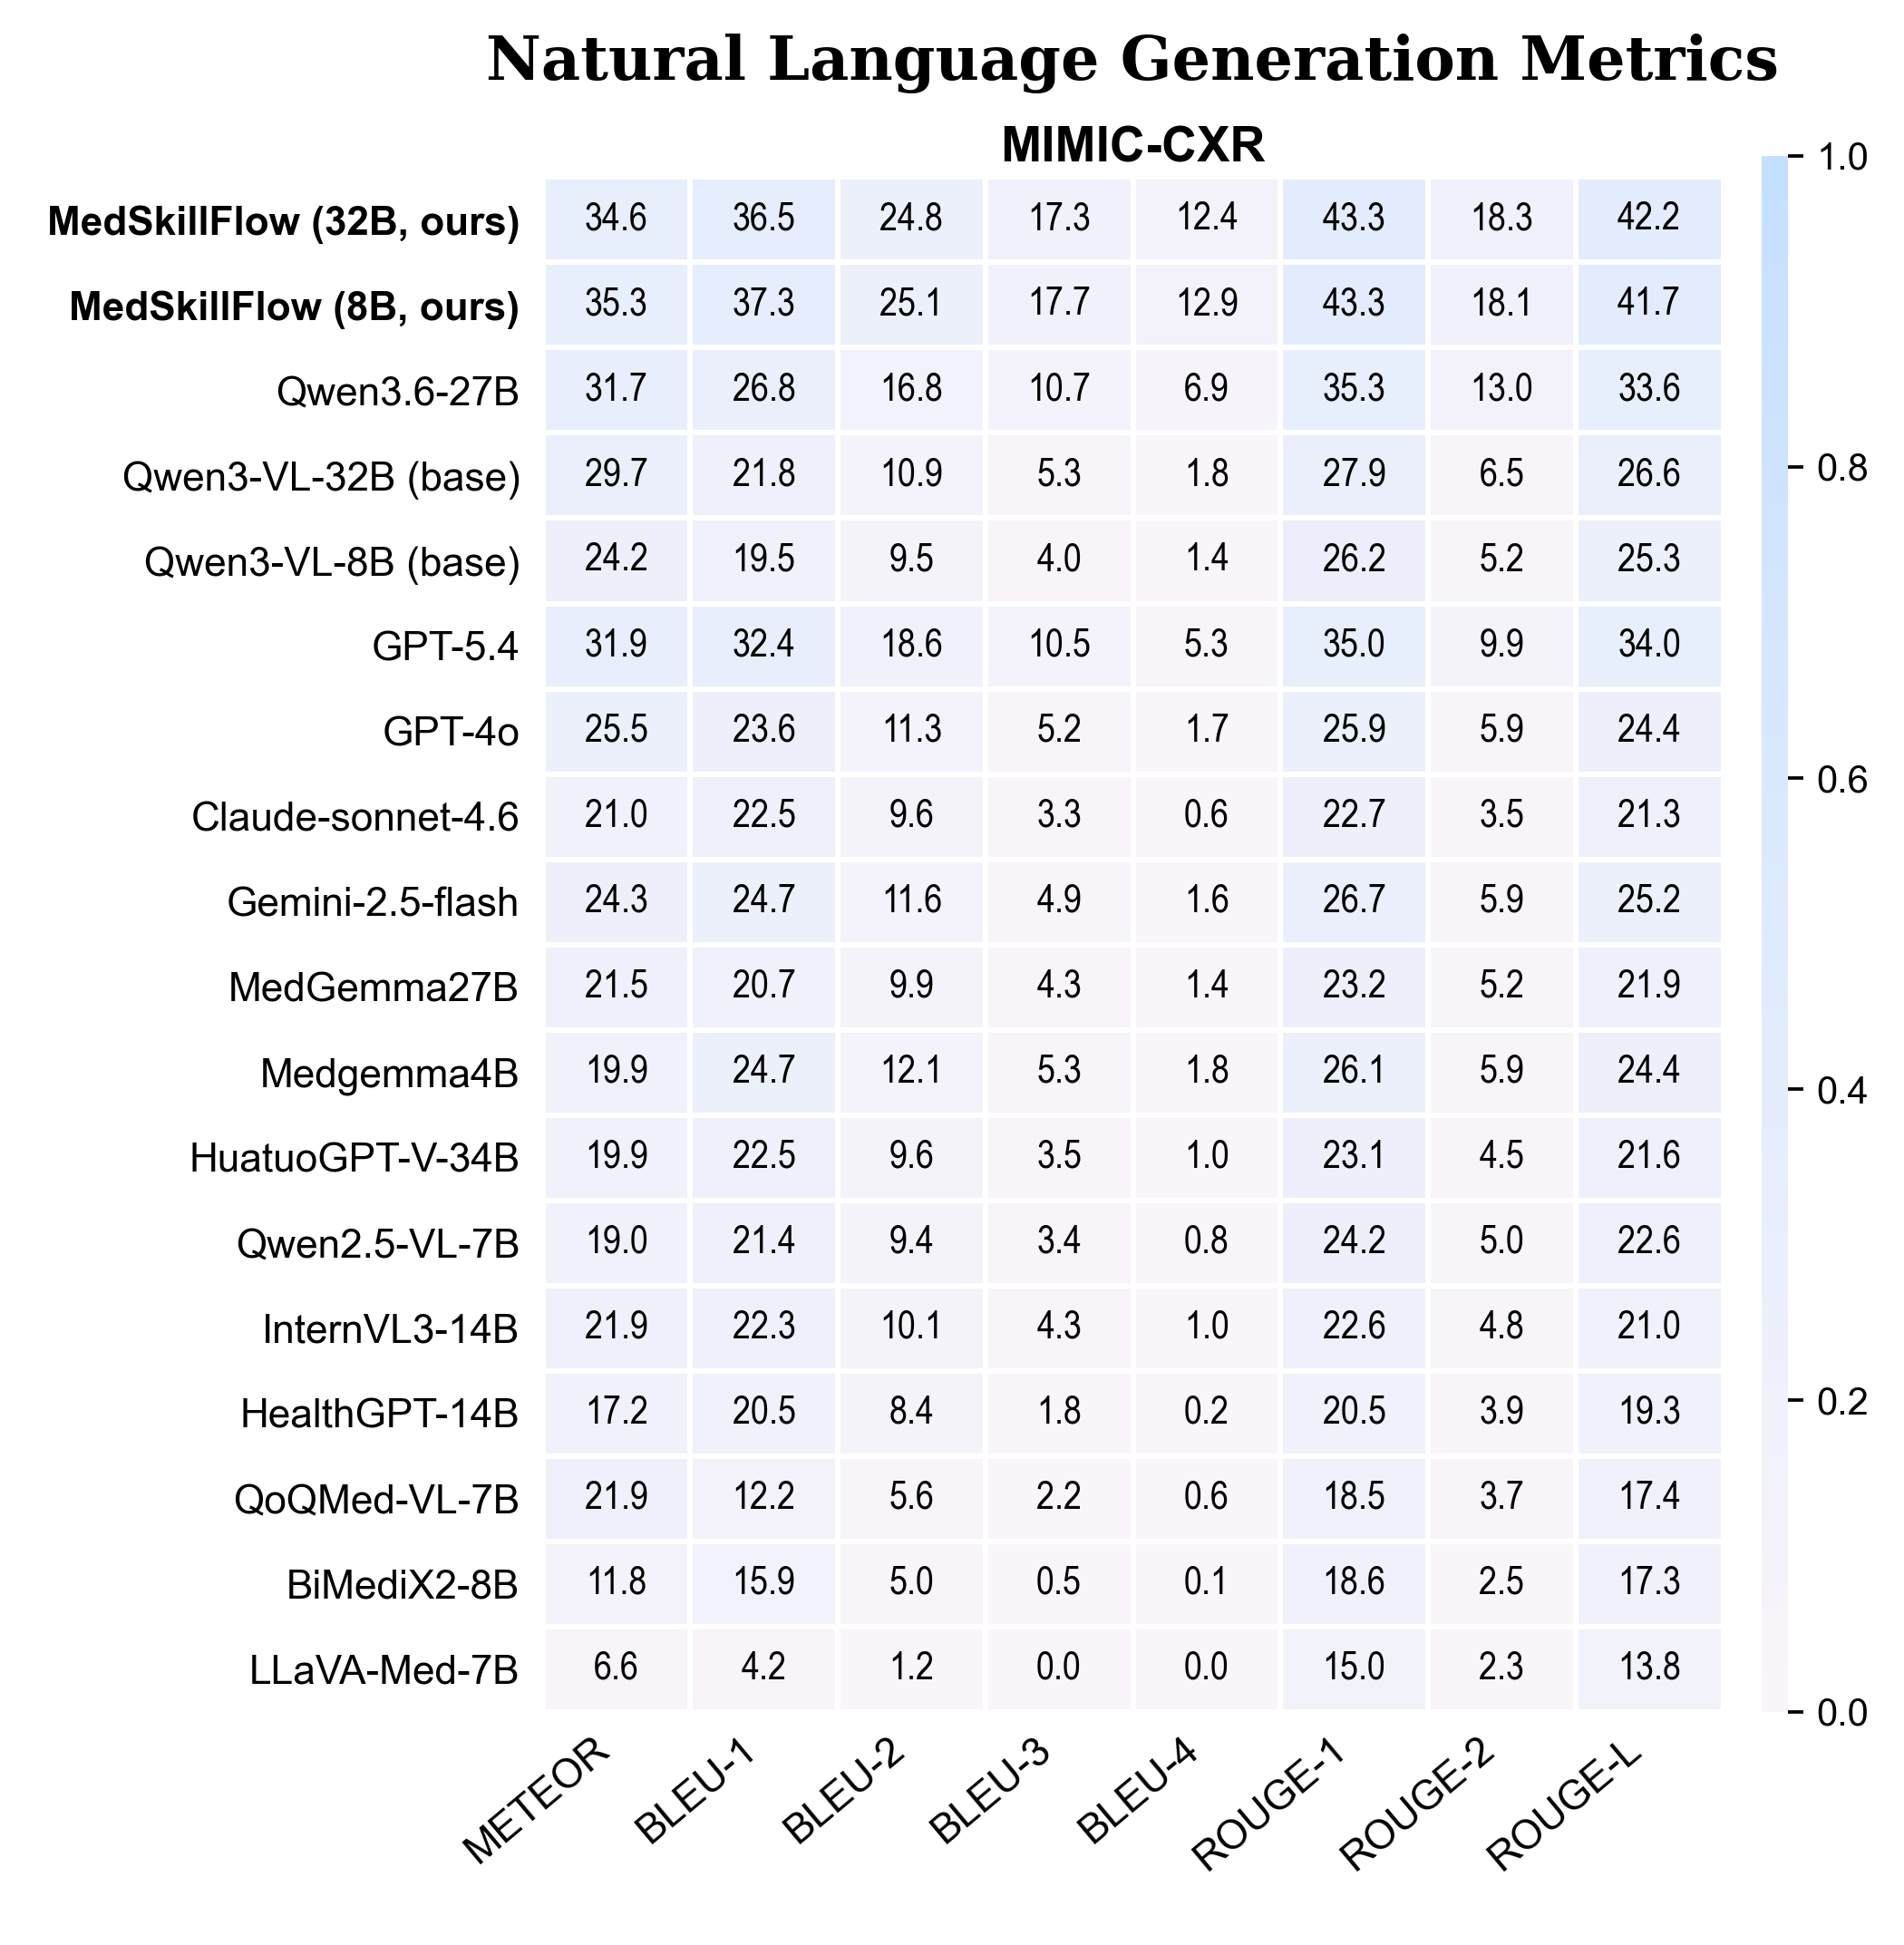 Natural Language Generation Metrics
MIMIC-CXR
MedSkillFlow (32B, ours) 34.6 36.5 24.8 17.3 12.4 43.3 18.3 42.2
MedSkillFlow (8B, ours) 35.3 37.3 25.1 17.7 12.9 43.3 18.1 41.7
Qwen3.6-27B 31.7 26.8 16.8 10.7 6.9 35.3 13.0 33.6
Qwen3-VL-32B (base) 29.7 21.8 10.9 5.3 1.8 27.9 6.5 26.6
Qwen3-VL-8B (base) 24.2 19.5 9.5 4.0 1.4 26.2 5.2 25.3
GPT-5.4 31.9 32.4 18.6 10.5 5.3 35.0 9.9 34.0
GPT-4o 25.5 23.6 11.3 5.2 1.7 25.9 5.9 24.4
Claude-sonnet-4.6 21.0 22.5 9.6 3.3 0.6 22.7 3.5 21.3
Gemini-2.5-flash 24.3 24.7 11.6 4.9 1.6 26.7 5.9 25.2
MedGemma27B 21.5 20.7 9.9 4.3 1.4 23.2 5.2 21.9
Medgemma4B 19.9 24.7 12.1 5.3 1.8 26.1 5.9 24.4
HuatuoGPT-V-34B 19.9 22.5 9.6 3.5 1.0 23.1 4.5 21.6
Qwen2.5-VL-7B 19.0 21.4 9.4 3.4 0.8 24.2 5.0 22.6
InternVL3-14B 21.9 22.3 10.1 4.3 1.0 22.6 4.8 21.0
HealthGPT-14B 17.2 20.5 8.4 1.8 0.2 20.5 3.9 19.3
QoQMed-VL-7B 21.9 12.2 5.6 2.2 0.6 18.5 3.7 17.4
BiMediX2-8B 11.8 15.9 5.0 0.5 0.1 18.6 2.5 17.3
LLaVA-Med-7B 6.6 4.2 1.2 0.0 0.0 15.0 2.3 13.8
METEOR BLEU-1 BLEU-2 BLEU-3 BLEU-4 ROUGE-1 ROUGE-2 ROUGE-L
1.0
0.8
0.6
0.4
0.2
0.0